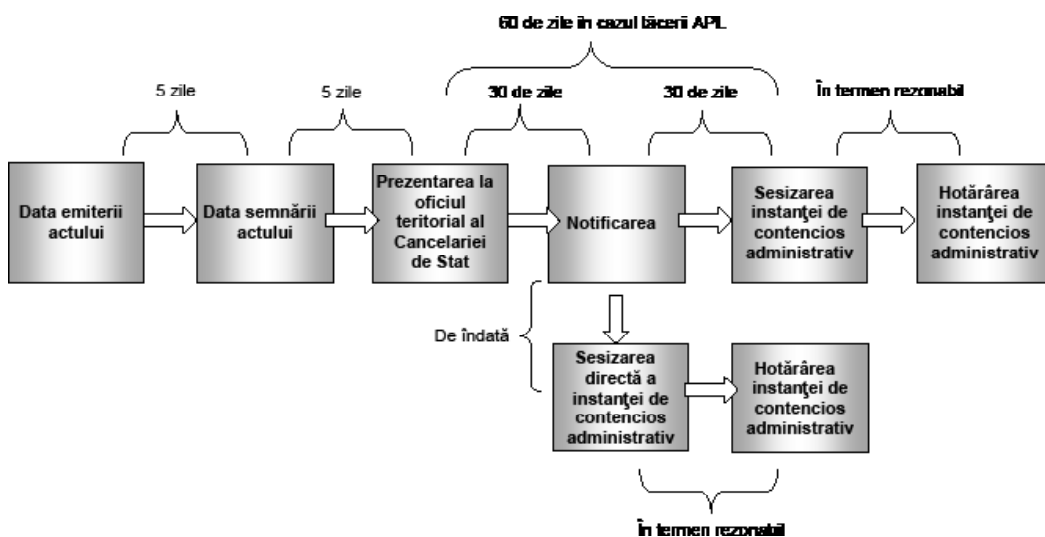 60 de zile în cazul tăcerii APL
5 zile
5 zile
30 de zile
30 de zile
În termen rezonabil
Data emiterii
actului
Data semnării
actului
Prezentarea la
oficiul
teritorial al
Cancelariei
de Stat
Notificarea
Sesizarea
instanţei de
contencios
administrativ
Hotărârea
instanţei de
contencios
administrativ
De îndată
Sesizarea
directă a
instanţei de
contencios
administrativ
Hotărârea
instanţei de
contencios
administrativ
În termen rezonabil